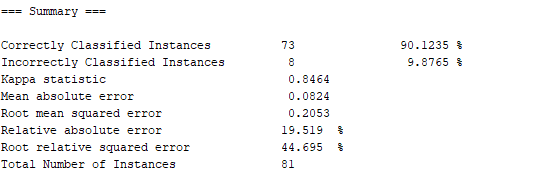 === Summary ===
Correctly Classified Instances 73 90.1235 %
Incorrectly Classified Instances 8 9.8765 %
Kappa statistic 0.8464
Mean absolute error 0.0824
Root mean squared error 0.2053
Relative absolute error 19.519 %
Root relative squared error 44.695 %
Total Number of Instances 81